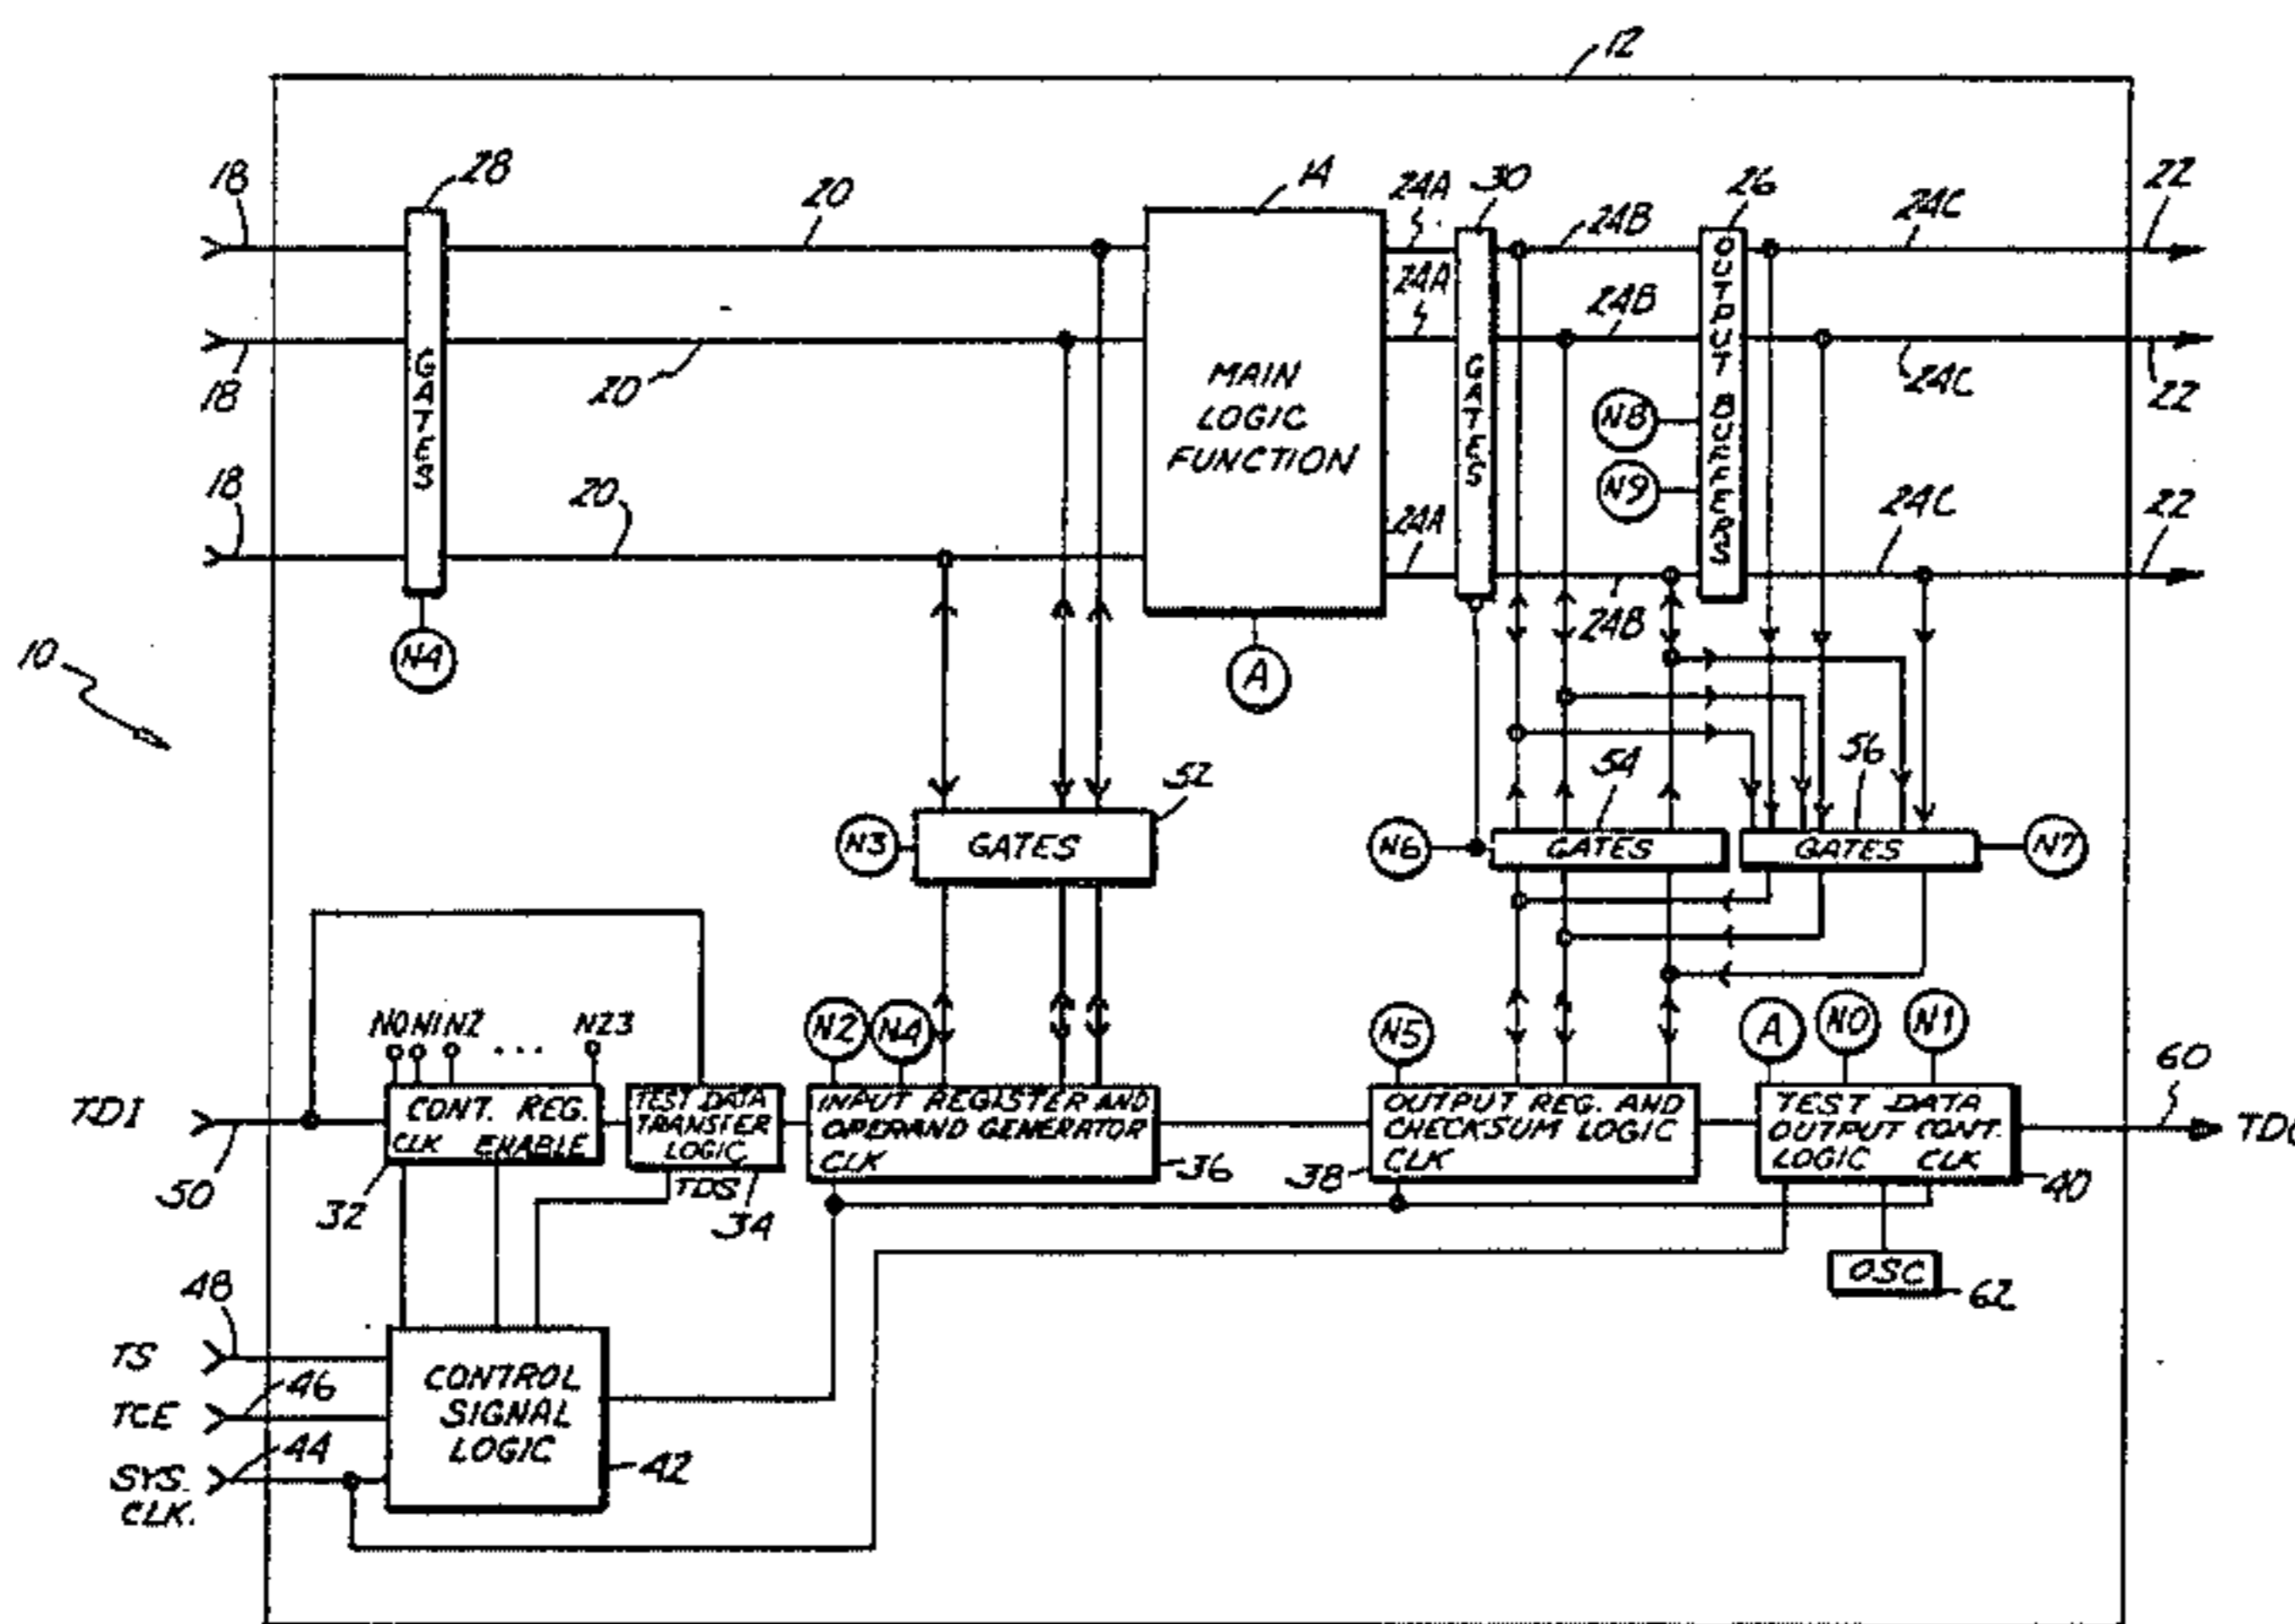 12
18
28
20
14
24A
30
24B
26
24C
22
24A
24B
24C
22
18
20
GATES
MAIN
LOGIC
FUNCTION
GATES
OUTPUT BUFFERS
N8
N9
18
20
24A
24B
24C
22
N4
A
10
52
54
56
N3
GATES
N6
GATES
GATES
N7
N0 N1 N2 ... N23
N2
N4
N5
A
N0
N1
60
TDI
50
CONT. REG.
CLK ENABLE
32
TEST DATA
TRANSFER
LOGIC
TDS
34
INPUT REGISTER AND
OPERAND GENERATOR
CLK
36
OUTPUT REG. AND
CHECKSUM LOGIC
CLK
38
TEST DATA
OUTPUT CONT.
LOGIC CLK
40
OSC
62
48
TS
46
TCE
44
SYS.
CLK.
CONTROL
SIGNAL
LOGIC
42